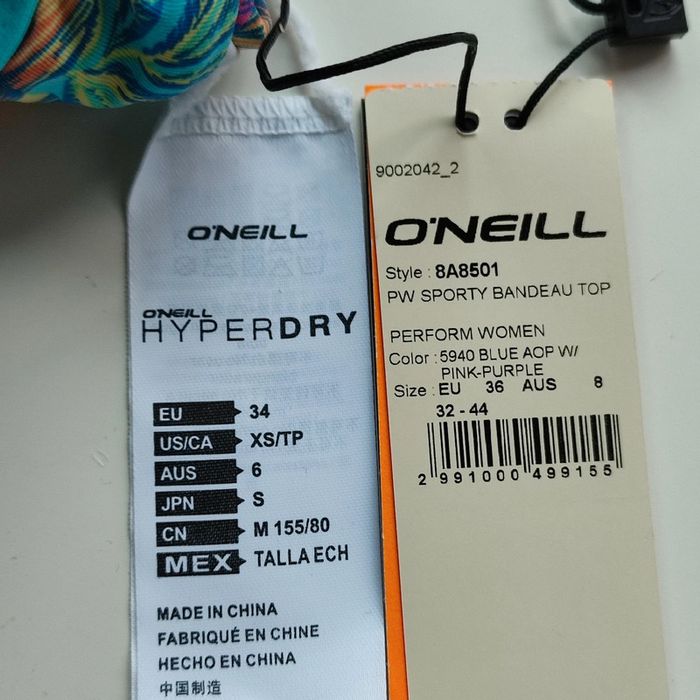 O'NEILL
O'NEILL
HYPERDRY
EU 34
US/CA XS/TP
AUS 6
JPN S
CN M 155/80
MEX TALLA ECH
MADE IN CHINA
FABRIQUÉ EN CHINE
HECHO EN CHINA
中国制造
9002042_2
O'NEILL
Style : 8A8501
PW SPORTY BANDEAU TOP
PERFORM WOMEN
Color : 5940 BLUE AOP W/
PINK-PURPLE
Size : EU 36 AUS 8
32 - 44
2 991000 499155